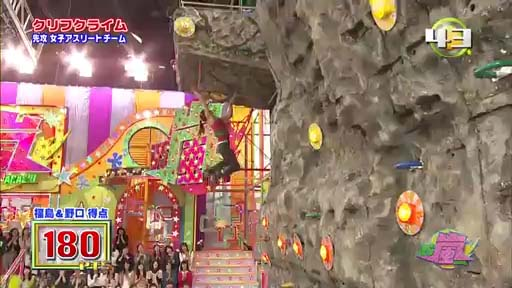 クリフクライム
先攻 女子アスリートチーム
43
福島&野口 得点
180